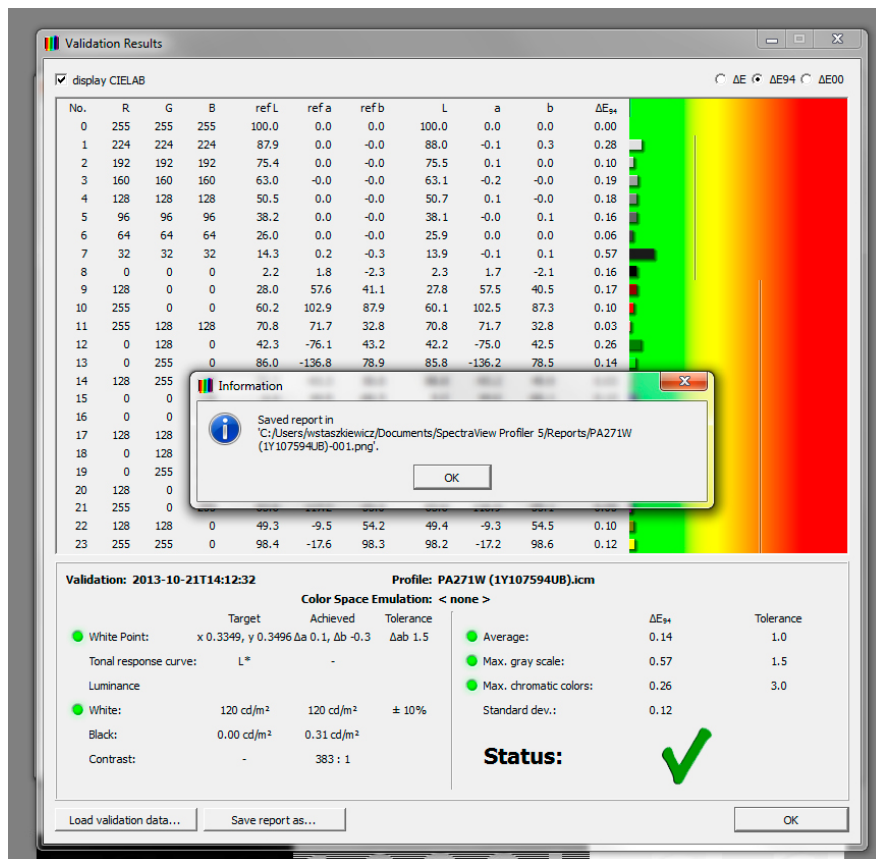 Validation Results
display CIELAB ΔE ΔE94 ΔE00
No. R G B ref L ref a ref b L a b ΔE94
0 255 255 255 100.0 0.0 0.0 100.0 0.0 0.0 0.00
1 224 224 224 87.9 0.0 -0.0 88.0 -0.1 0.3 0.28
2 192 192 192 75.4 0.0 -0.0 75.5 0.1 0.0 0.10
3 160 160 160 63.0 -0.0 -0.0 63.1 -0.2 -0.0 0.19
4 128 128 128 50.5 0.0 -0.0 50.7 0.1 -0.0 0.18
5 96 96 96 38.2 0.0 -0.0 38.1 -0.0 0.1 0.16
6 64 64 64 26.0 0.0 -0.0 25.9 0.0 0.0 0.06
7 32 32 32 14.3 0.2 -0.3 13.9 -0.1 0.1 0.57
8 0 0 0 2.2 1.8 -2.3 2.3 1.7 -2.1 0.16
9 128 0 0 28.0 57.6 41.1 27.8 57.5 40.5 0.17
10 255 0 0 60.2 102.9 87.9 60.1 102.5 87.3 0.10
11 255 128 128 70.8 71.7 32.8 70.8 71.7 32.8 0.03
12 0 128 0 42.3 -76.1 43.2 42.2 -75.0 42.5 0.26
13 0 255 0 86.0 -136.8 78.9 85.8 -136.2 78.5 0.14
14 128 255
15 0 0
16 0 0
17 128 128
18 0 128
19 0 255
20 128 0
21 255 0
22 128 128 0 49.3 -9.5 54.2 49.4 -9.3 54.5 0.10
23 255 255 0 98.4 -17.6 98.3 98.2 -17.2 98.6 0.12
Information
Saved report in
'C:/Users/wstaszkiewicz/Documents/SpectraView Profiler 5/Reports/PA271W
(1Y107594UB)-001.png'.
OK
Validation: 2013-10-21T14:12:32 Profile: PA271W (1Y107594UB).icm
Color Space Emulation: < none >
Target Achieved Tolerance ΔE94 Tolerance
White Point: x 0.3349, y 0.3496 Δa 0.1, Δb -0.3 Δab 1.5 Average: 0.14 1.0
Tonal response curve: L* - Max. gray scale: 0.57 1.5
Luminance Max. chromatic colors: 0.26 3.0
White: 120 cd/m² 120 cd/m² ± 10% Standard dev.: 0.12
Black: 0.00 cd/m² 0.31 cd/m²
Contrast: - 383 : 1
Status:
Load validation data... Save report as... OK